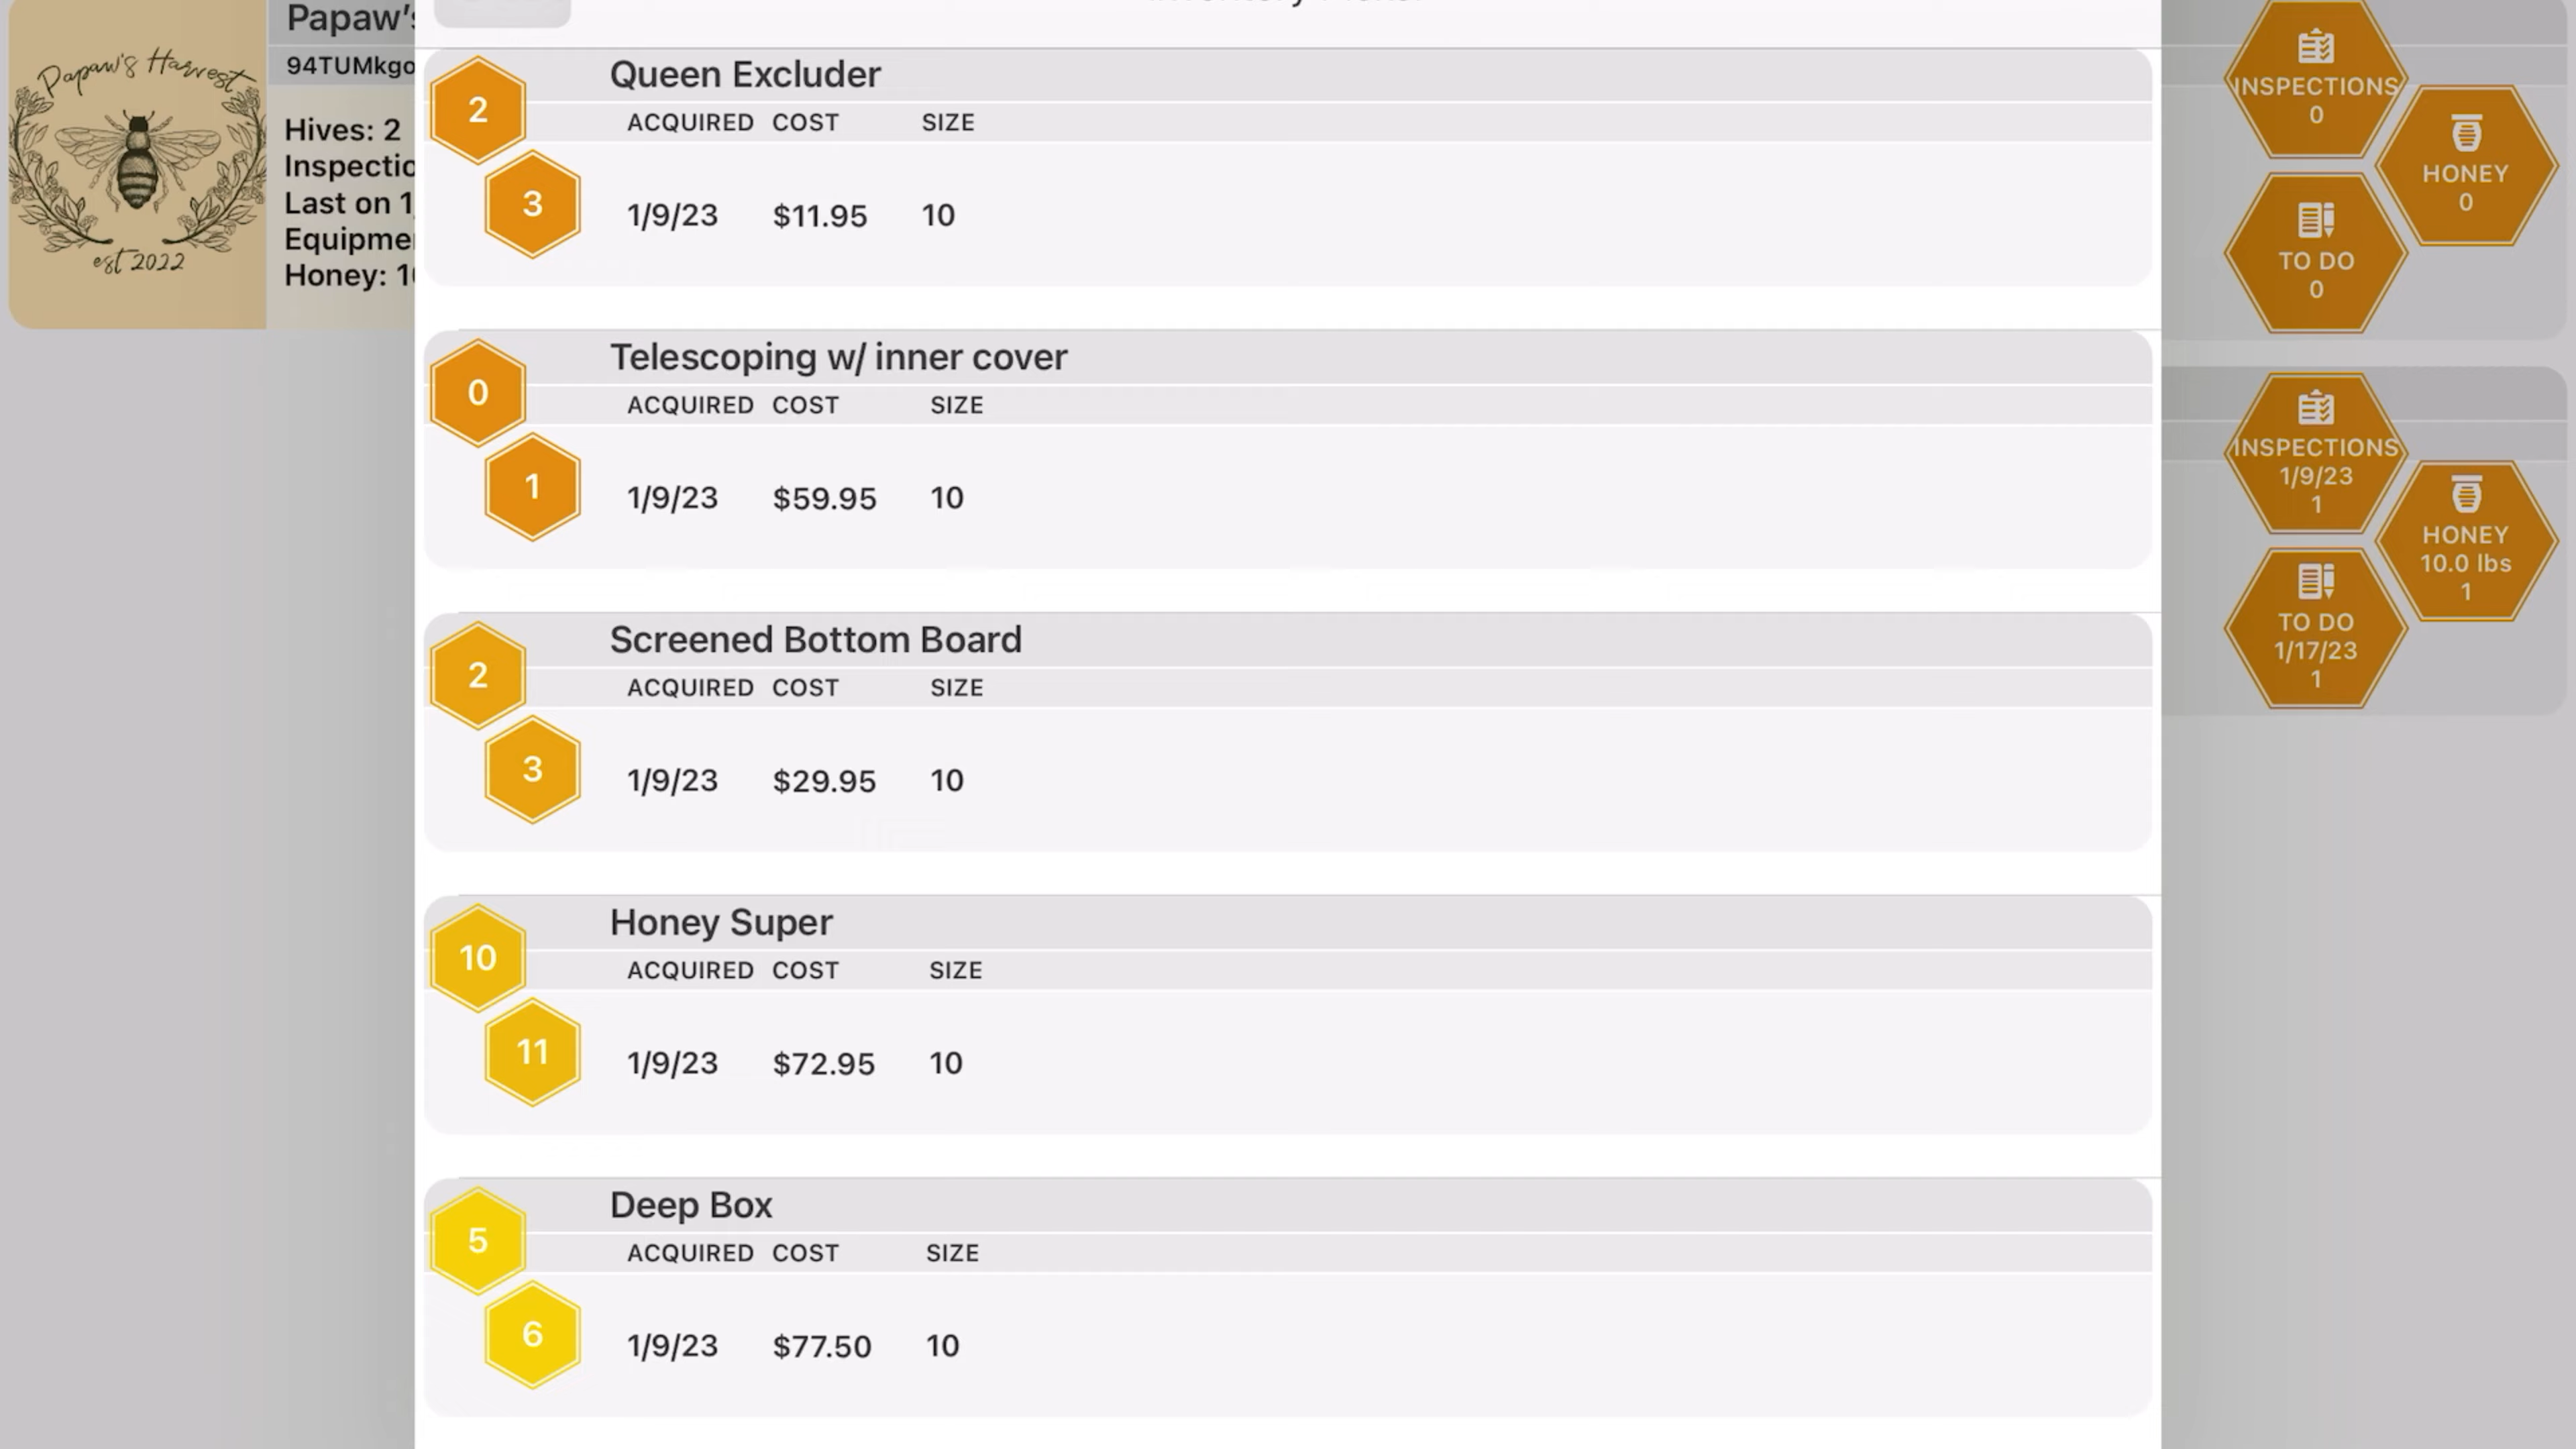 Papaw's Harvest
est 2022
Papaw's
94TUMkgo
Hives: 2
Last on 1
Honey: 1
2
Queen Excluder
ACQUIRED COST SIZE
3
1/9/23 $11.95 10
0
Telescoping w/ inner cover
ACQUIRED COST SIZE
1
1/9/23 $59.95 10
2
Screened Bottom Board
ACQUIRED COST SIZE
3
1/9/23 $29.95 10
10
Honey Super
ACQUIRED COST SIZE
11
1/9/23 $72.95 10
5
Deep Box
ACQUIRED COST SIZE
6
1/9/23 $77.50 10
INSPECTIONS
0
HONEY
0
TO DO
0
INSPECTIONS
1/9/23
1
HONEY
10.0 lbs
1
TO DO
1/17/23
1